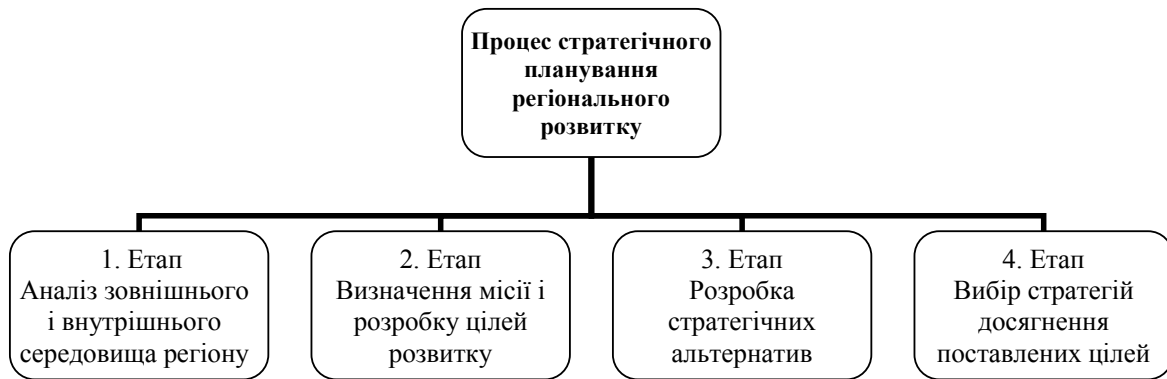 Процес стратегічного
планування
регіонального
розвитку
1. Етап
Аналіз зовнішнього
і внутрішнього
середовища регіону
2. Етап
Визначення місії і
розробку цілей
розвитку
3. Етап
Розробка
стратегічних
альтернатив
4. Етап
Вибір стратегій
досягнення
поставлених цілей